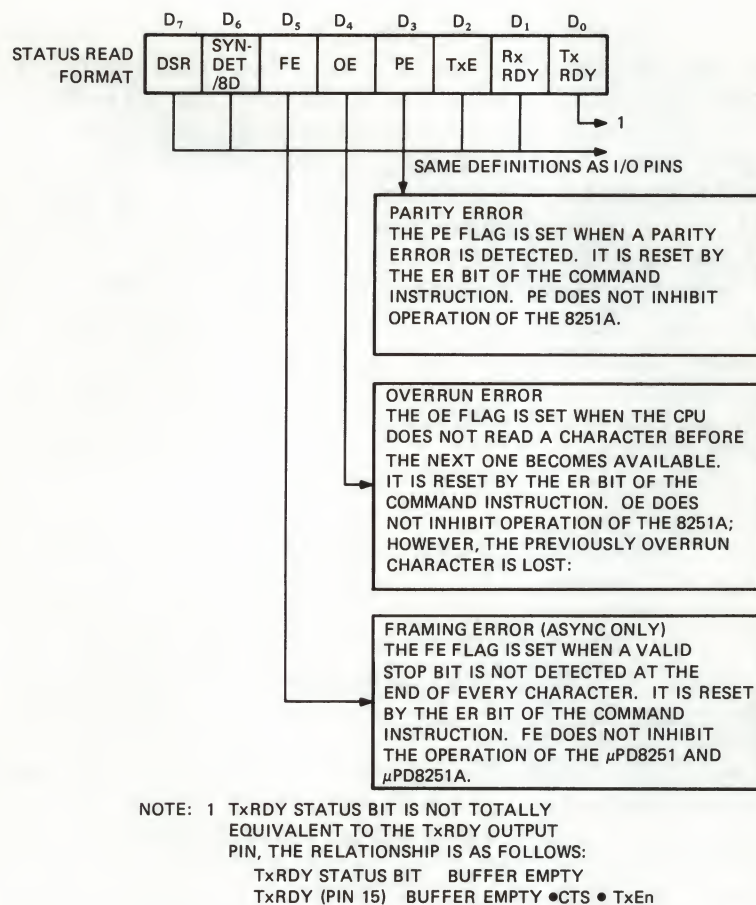 D₇ D₆ D₅ D₄ D₃ D₂ D₁ D₀
STATUS READ
FORMAT
DSR
SYN-
DET
/8D
FE
OE
PE
TxE
Rx
RDY
Tx
RDY
1
SAME DEFINITIONS AS I/O PINS
PARITY ERROR
THE PE FLAG IS SET WHEN A PARITY
ERROR IS DETECTED. IT IS RESET BY
THE ER BIT OF THE COMMAND
INSTRUCTION. PE DOES NOT INHIBIT
OPERATION OF THE 8251A.
OVERRUN ERROR
THE OE FLAG IS SET WHEN THE CPU
DOES NOT READ A CHARACTER BEFORE
THE NEXT ONE BECOMES AVAILABLE.
IT IS RESET BY THE ER BIT OF THE
COMMAND INSTRUCTION. OE DOES
NOT INHIBIT OPERATION OF THE 8251A;
HOWEVER, THE PREVIOUSLY OVERRUN
CHARACTER IS LOST:
FRAMING ERROR (ASYNC ONLY)
THE FE FLAG IS SET WHEN A VALID
STOP BIT IS NOT DETECTED AT THE
END OF EVERY CHARACTER. IT IS RESET
BY THE ER BIT OF THE COMMAND
INSTRUCTION. FE DOES NOT INHIBIT
THE OPERATION OF THE μPD8251 AND
μPD8251A.
NOTE: 1 TxRDY STATUS BIT IS NOT TOTALLY
EQUIVALENT TO THE TxRDY OUTPUT
PIN, THE RELATIONSHIP IS AS FOLLOWS:
TxRDY STATUS BIT BUFFER EMPTY
TxRDY (PIN 15) BUFFER EMPTY •CTS • TxEn